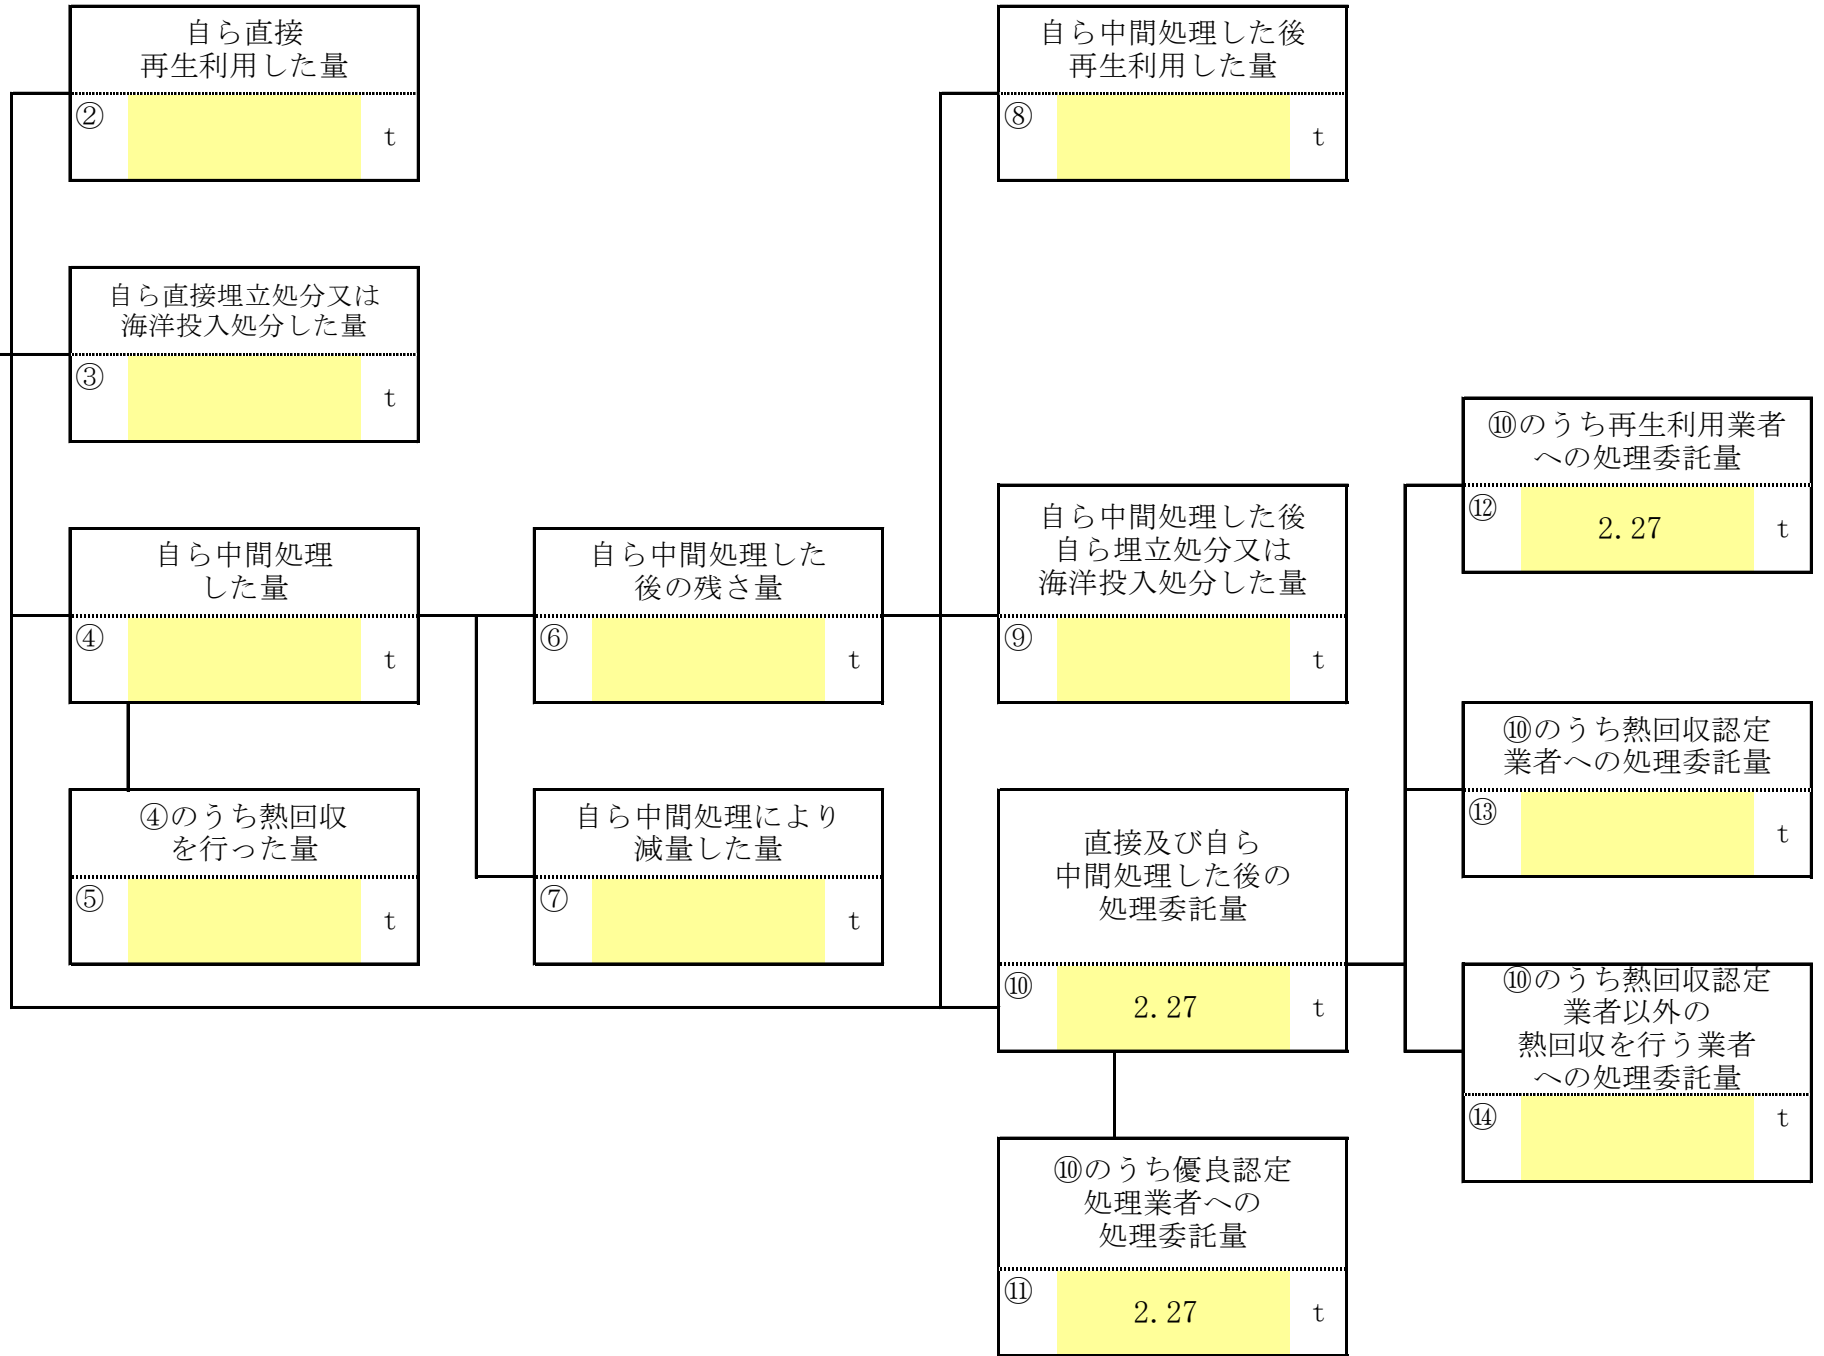 自ら直接
再生利用した量
②
t
自ら中間処理した後
再生利用した量
⑧
t
自ら直接埋立処分又は
海洋投入処分した量
③
t
⑩のうち再生利用業者
への処理委託量
⑫
2.27
t
自ら中間処理
した量
④
t
自ら中間処理した
後の残さ量
⑥
t
自ら中間処理した後
自ら埋立処分又は
海洋投入処分した量
⑨
t
⑩のうち熱回収認定
業者への処理委託量
⑬
t
④のうち熱回収
を行った量
⑤
t
自ら中間処理により
減量した量
⑦
t
直接及び自ら
中間処理した後の
処理委託量
⑩
2.27
t
⑩のうち熱回収認定
業者以外の
熱回収を行う業者
への処理委託量
⑭
t
⑩のうち優良認定
処理業者への
処理委託量
⑪
2.27
t